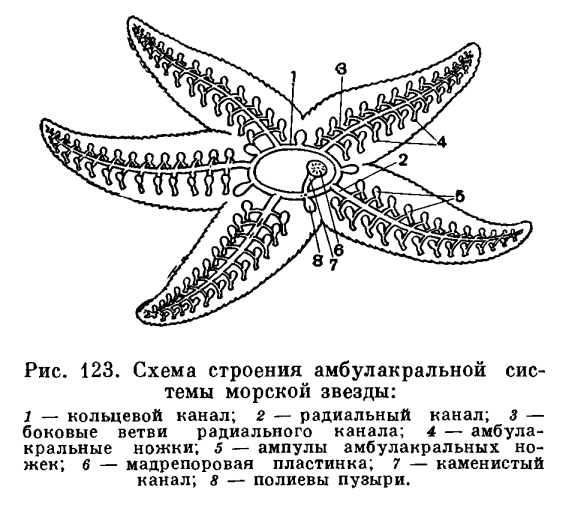 1
3
4
2
5
6
7
8
Рис. 123. Схема строения амбулакральной сис-
темы морской звезды:
1 — кольцевой канал; 2 — радиальный канал; 3 —
боковые ветви радиального канала; 4 — амбула-
кральные ножки; 5 — ампулы амбулакральных но-
жек; 6 — мадрепоровая пластинка; 7 — каменистый
канал; 8 — полиевы пузыри.